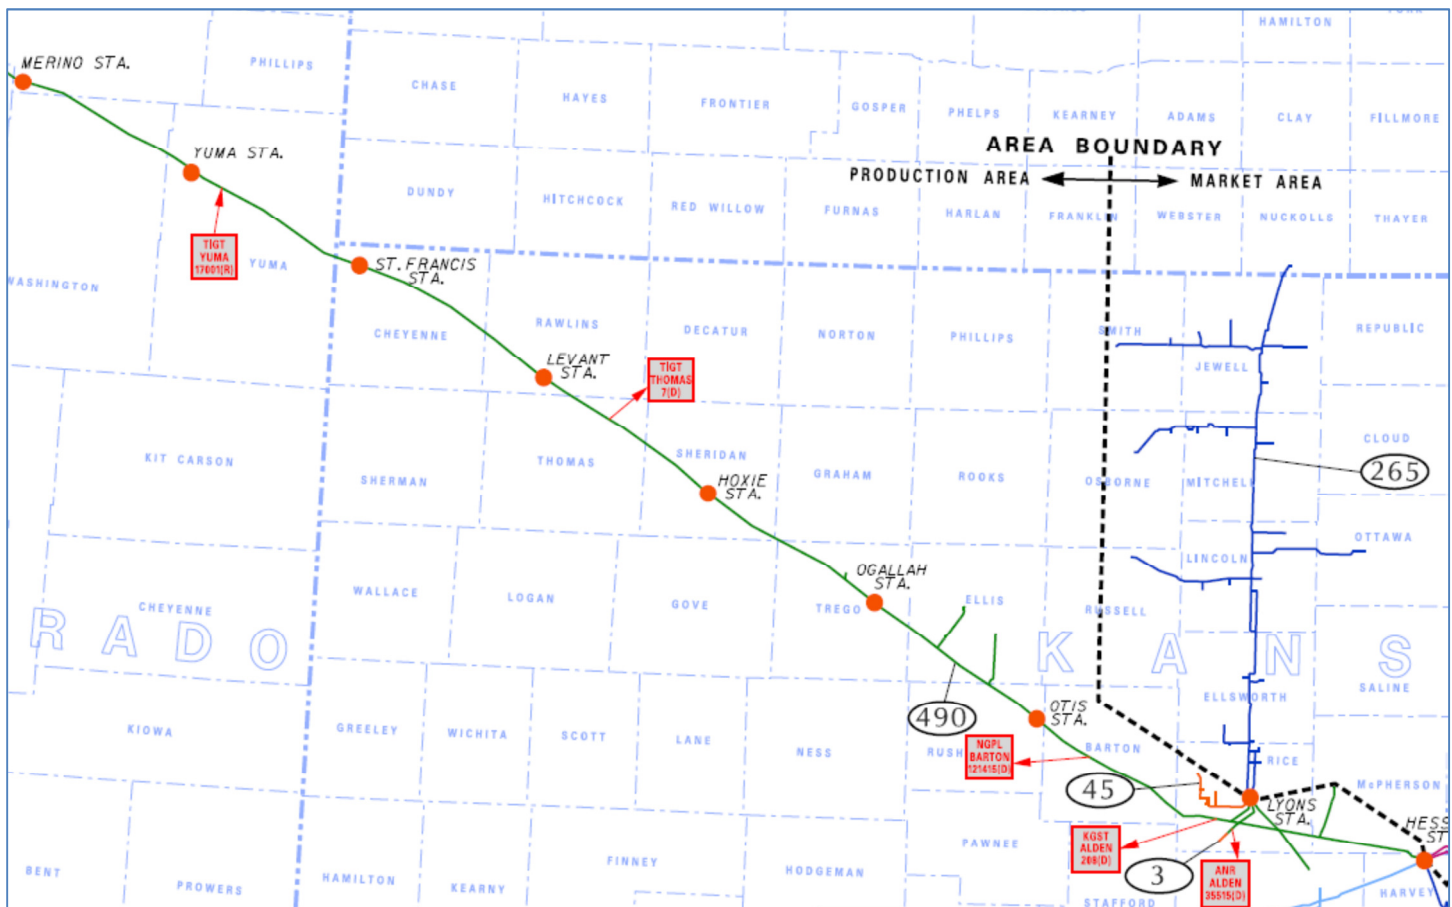 HAMILTON
MERINO STA.
PHILLIPS
CHASE
HAYES
FRONTIER
GOSPER
PHELPS
KEARNEY
ADAMS
CLAY
FILLMORE
AREA BOUNDARY
PRODUCTION AREA
MARKET AREA
YUMA STA.
DUNDY
HITCHCOCK
RED WILLOW
FURNAS
HARLAN
FRANKLIN
WEBSTER
NUCKOLLS
THAYER
TIGT
YUMA
17001(R)
YUMA
WASHINGTON
ST. FRANCIS
STA.
CHEYENNE
RAWLINS
DECATUR
NORTON
PHILLIPS
SMITH
JEWELL
REPUBLIC
LEVANT
STA.
TIGT
THOMAS
7(D)
KIT CARSON
SHERMAN
THOMAS
SHERIDAN
GRAHAM
ROOKS
OSBORNE
MITCHELL
CLOUD
265
HOXIE
STA.
OTTAWA
LINCOLN
OGALLAH
STA.
CHEYENNE
WALLACE
LOGAN
GOVE
TREGO
ELLIS
RUSSELL
RADO
KANS
ELLSWORTH
SALINE
490
OTIS
STA.
KIOWA
GREELEY
WICHITA
SCOTT
LANE
NESS
RUSH
BARTON
RICE
McPHERSON
NGPL
BARTON
121415(D)
45
LYONS
STA.
HESS
ST
KGST
ALDEN
208(D)
3
ANR
ALDEN
35515(D)
PAWNEE
STAFFORD
HARVEY
BENT
PROWERS
HAMILTON
KEARNY
FINNEY
HODGEMAN